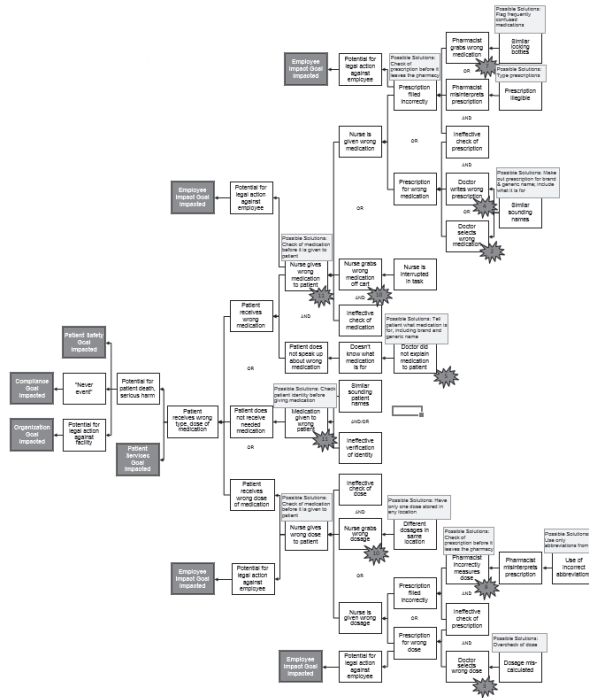 Possible Solutions:
Flag frequently
confused
medications
Pharmacist
grabs wrong
medication
Similar
looking
bottles
Employee
Impact Goal
Impacted
Potential for
legal action
against
employee
Possible Solutions:
Check of
prescription before it
leaves the pharmacy
OR
Possible Solutions:
Type prescriptions
Prescription
filled
incorrectly
Pharmacist
misinterprets
prescription
Prescription
illegible
AND
Nurse is
given wrong
medication
OR
Ineffective
check of
prescription
AND
Possible Solutions: Make
out prescription for brand
& generic name; include
what it is for
Prescription
for wrong
medication
Doctor
writes wrong
prescription
OR
Similar
sounding
names
Doctor
selects
wrong
medication
Employee
Impact Goal
Impacted
Potential for
legal action
against
employee
OR
Possible Solutions:
Check of medication
before it is given to
patient
Nurse gives
wrong
medication
to patient
Nurse grabs
wrong
medication
off cart
Nurse is
interrupted
in task
AND
AND
Patient
receives
wrong
medication
Ineffective
check of
medication
Possible Solutions: Tell
patient what medication is
for, including brand and
generic name
Patient does
not speak up
about wrong
medication
Doesn't
know what
medication
is for
Doctor did
not explain
medication
to patient
Patient Safety
Goal
Impacted
Compliance
Goal
Impacted
"Never
event"
Potential for
patient death,
serious harm
OR
Possible Solutions: Check
patient identity before
giving medication
Similar
sounding
patient
names
Organization
Goal
Impacted
Potential for
legal action
against
facility
Patient
Services
Goal
Impacted
Patient
receives wrong
type, dose of
medication
Patient does
not receive
needed
medication
Medication
given to
wrong
patient
AND/OR
11
Ineffective
verification
of identity
OR
Patient
receives
wrong dose
of medication
Possible Solutions:
Check of medication
before it is given to
patient
Ineffective
check of
dose
AND
Possible Solutions: Have
only one dose stored in
any location
Nurse gives
wrong dose
to patient
Nurse grabs
wrong
dosage
Different
dosages in
same
location
Possible Solutions:
Check of
prescription before it
leaves the pharmacy
Possible Solutions:
Use only
abbreviations from
Employee
Impact Goal
Impacted
Potential for
legal action
against
employee
OR
Pharmacist
incorrectly
measures
dose
Pharmacist
misinterprets
prescription
Use of
incorrect
abbreviations
Prescription
filled
incorrectly
AND
Nurse is
given wrong
dosage
OR
Ineffective
check of
prescription
AND
Prescription
for wrong
dose
Possible Solutions:
Overcheck of dose
Employee
Impact Goal
Impacted
Potential for
legal action
against
employee
Doctor
selects
wrong dose
Dosage mis-
calculated